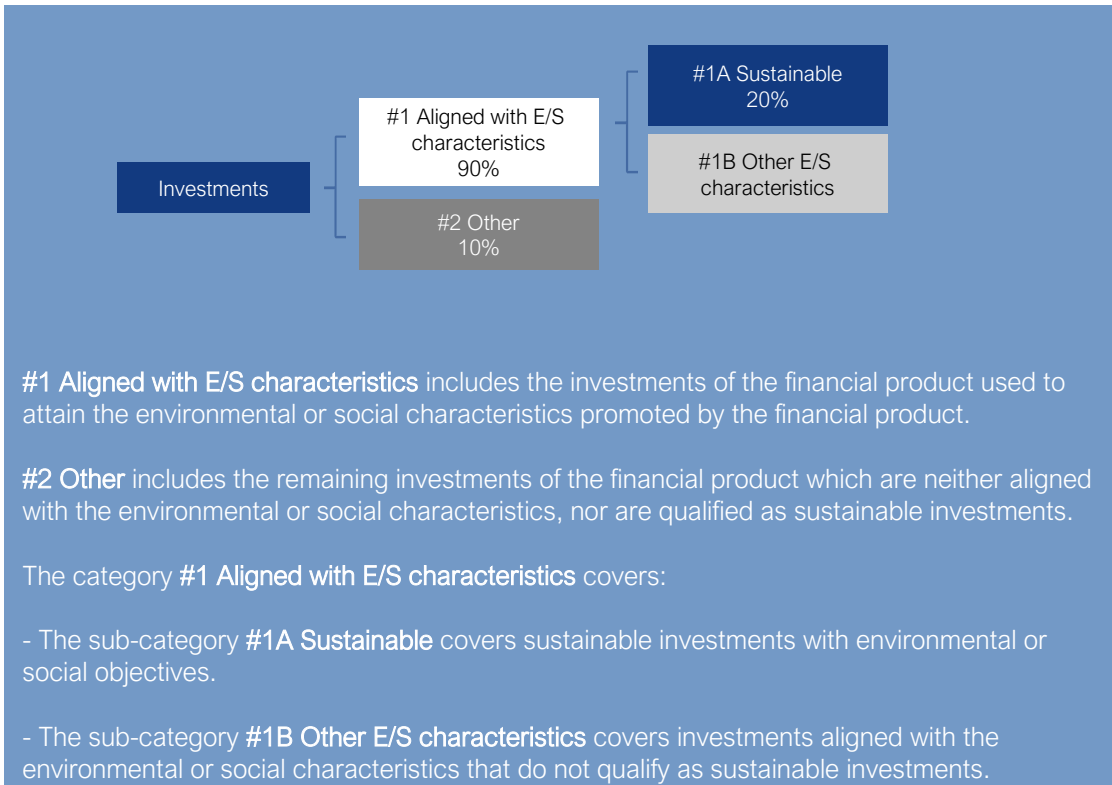 #1A Sustainable
20%
#1 Aligned with E/S
characteristics
90%
#1B Other E/S
characteristics
Investments
#2 Other
10%
#1 Aligned with E/S characteristics includes the investments of the financial product used to
attain the environmental or social characteristics promoted by the financial product.
#2 Other includes the remaining investments of the financial product which are neither aligned
with the environmental or social characteristics, nor are qualified as sustainable investments.
The category #1 Aligned with E/S characteristics covers:
- The sub-category #1A Sustainable covers sustainable investments with environmental or
social objectives.
- The sub-category #1B Other E/S characteristics covers investments aligned with the
environmental or social characteristics that do not qualify as sustainable investments.